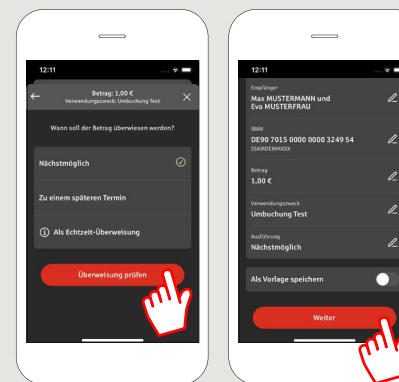 12:11
Betrag: 1,00 €
Verwendungszweck: Umbuchung Test
Wann soll der Betrag überwiesen werden?
Nächstmöglich
Zu einem späteren Termin
Als Echtzeit-Überweisung
Überweisung prüfen
12:11
Empfänger
Max MUSTERMANN und
Eva MUSTERFRAU
IBAN
DE90 7015 0000 0000 3249 54
SSKMDEMMXXX
Betrag
1,00 €
Verwendungszweck
Umbuchung Test
Ausführung
Nächstmöglich
Als Vorlage speichern
Weiter